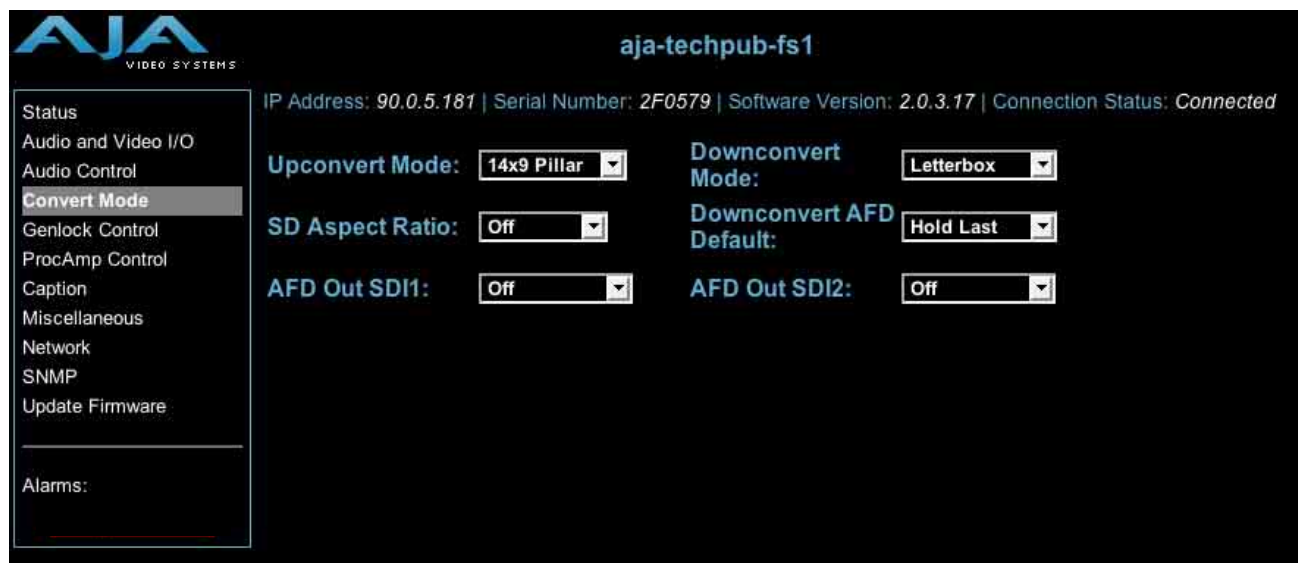 AJA
VIDEO SYSTEMS
aja-techpub-fs1
IP Address: 90.0.5.181 | Serial Number: 2F0579 | Software Version: 2.0.3.17 | Connection Status: Connected
Status
Audio and Video I/O
Audio Control
Convert Mode
Genlock Control
ProcAmp Control
Caption
Miscellaneous
Network
SNMP
Update Firmware
Alarms:
Upconvert Mode: 14x9 Pillar
Downconvert
Mode: Letterbox
SD Aspect Ratio: Off
Downconvert AFD
Default: Hold Last
AFD Out SDI1: Off
AFD Out SDI2: Off